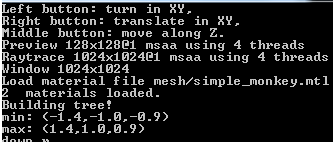 Left button: turn in XY,
Right button: translate in XY,
Middle button: move along Z.
Preview 128x128@1 msaa using 4 threads
Raytrace 1024x1024@1 msaa using 4 threads
Window 1024x1024
Load material file mesh/simple_monkey.mtl
2  materials loaded.
Building tree!
min: (-1.4,-1.0,-0.9)
max: (1.4,1.0,0.9)
down